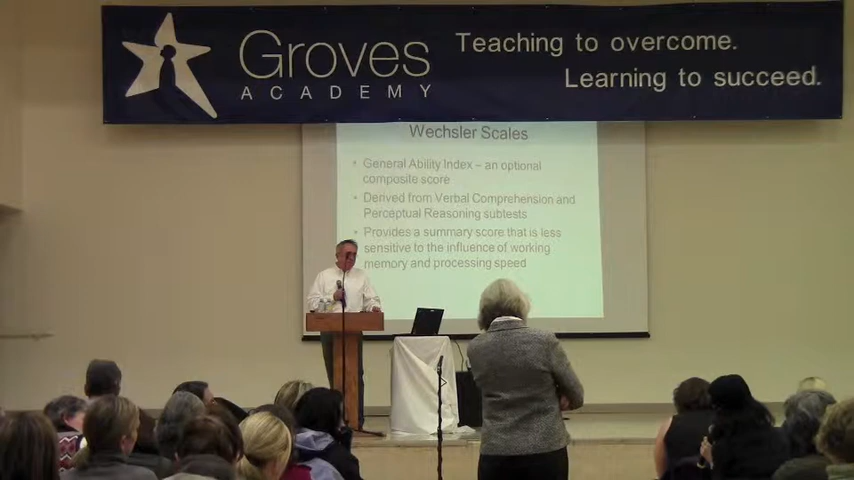 Groves
ACADEMY
Teaching to overcome.
Learning to succeed.
Wechsler Scales
• General Ability Index – an optional
composite score
• Derived from Verbal Comprehension and
Perceptual Reasoning subtests
• Provides a summary score that is less
sensitive to the influence of working
memory and processing speed